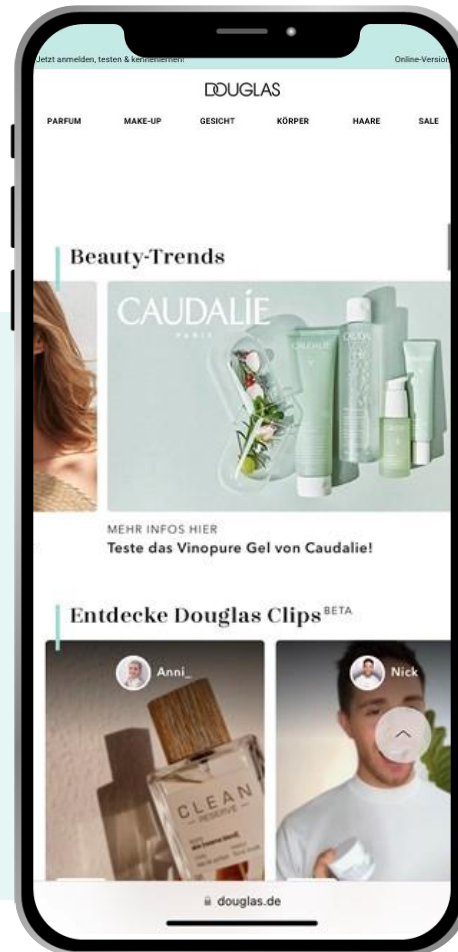 Jetzt anmelden, testen & kennenlernen!
Online-Version
DOUGLAS
PARFUM MAKE-UP GESICHT KÖRPER HAARE SALE
Beauty-Trends
CAUDALÍE
PARIS
CAUDALIE
MEHR INFOS HIER
Teste das Vinopure Gel von Caudalie!
Entdecke Douglas Clips BETA
Anni_
Nick
CLEAN
RESERVE
douglas.de